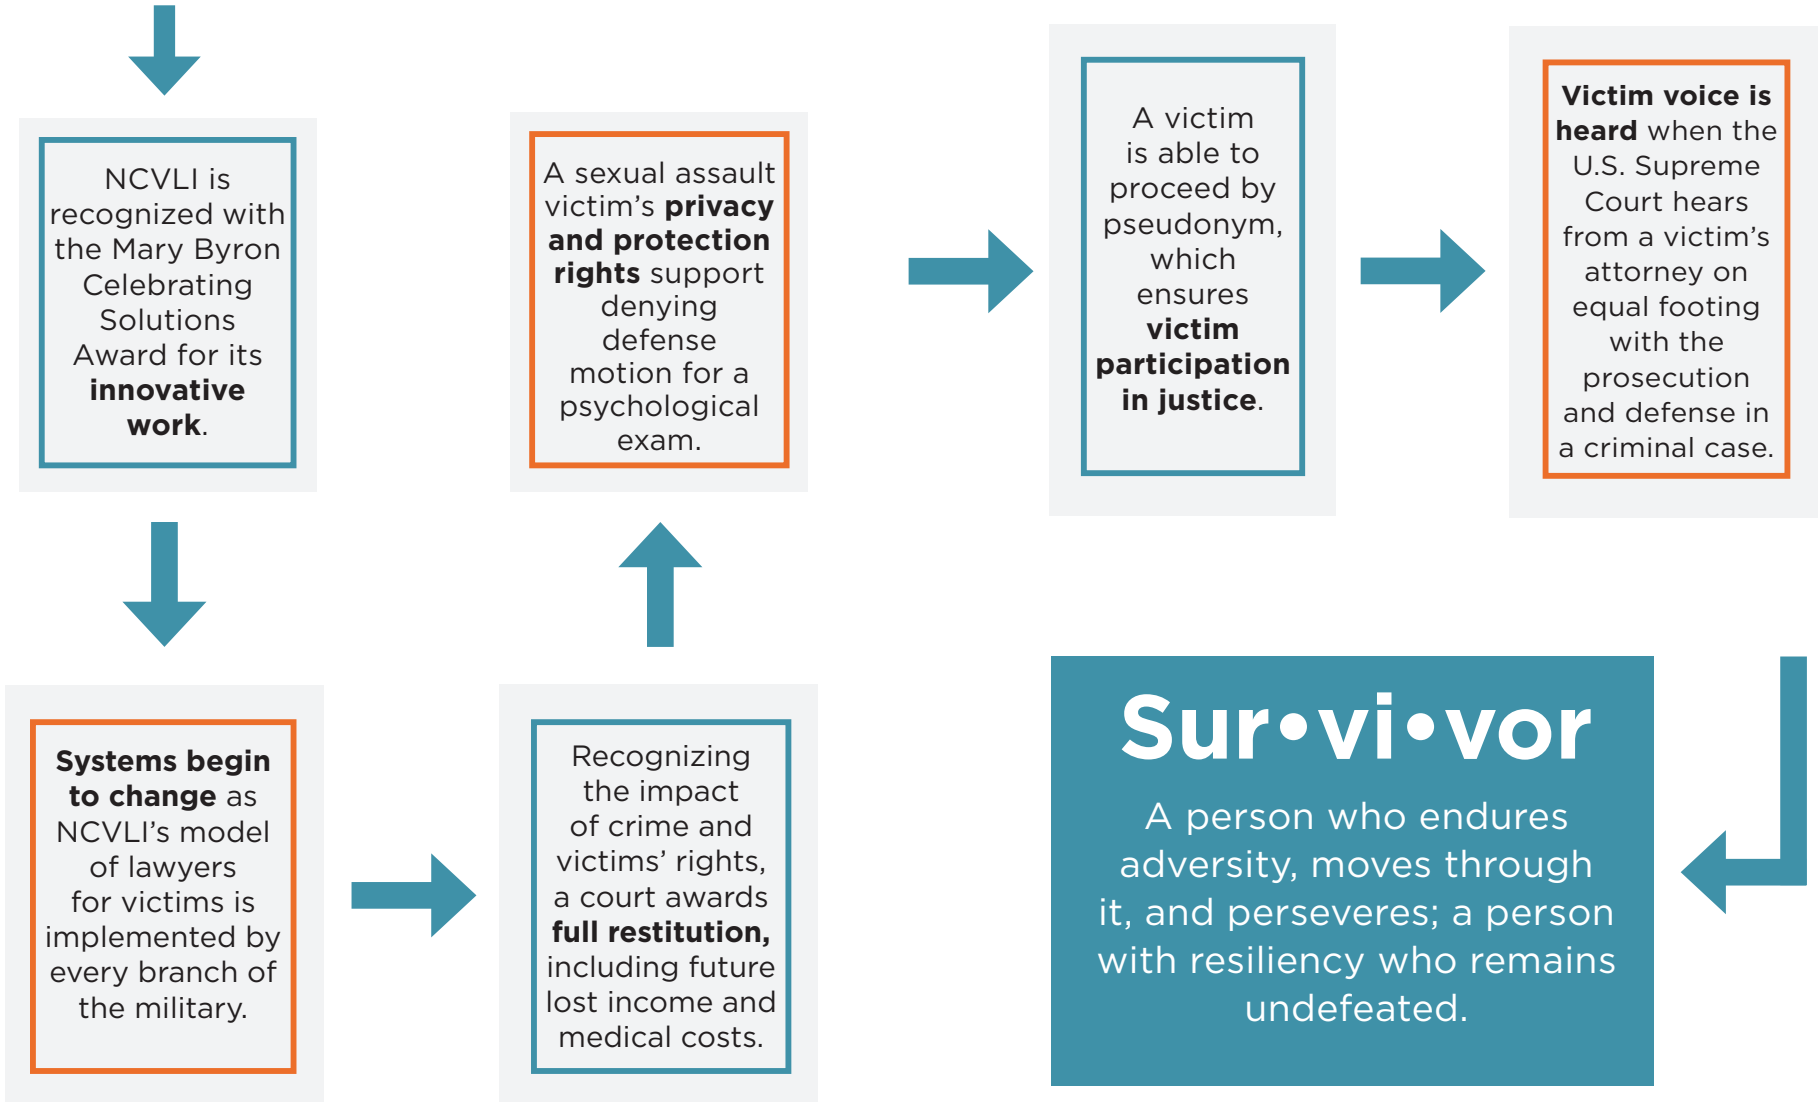 NCVLI is
recognized with
the Mary Byron
Celebrating
Solutions
Award for its
innovative
work.
Systems begin
to change as
NCVLI’s model
of lawyers
for victims is
implemented by
every branch of
the military.
Recognizing
the impact
of crime and
victims’ rights,
a court awards
full restitution,
including future
lost income and
medical costs.
A sexual assault
victim’s privacy
and protection
rights support
denying
defense
motion for a
psychological
exam.
A victim
is able to
proceed by
pseudonym,
which
ensures
victim
participation
in justice.
Victim voice is
heard when the
U.S. Supreme
Court hears
from a victim’s
attorney on
equal footing
with the
prosecution
and defense in
a criminal case.
Sur•vi•vor
A person who endures
adversity, moves through
it, and perseveres; a person
with resiliency who remains
undefeated.